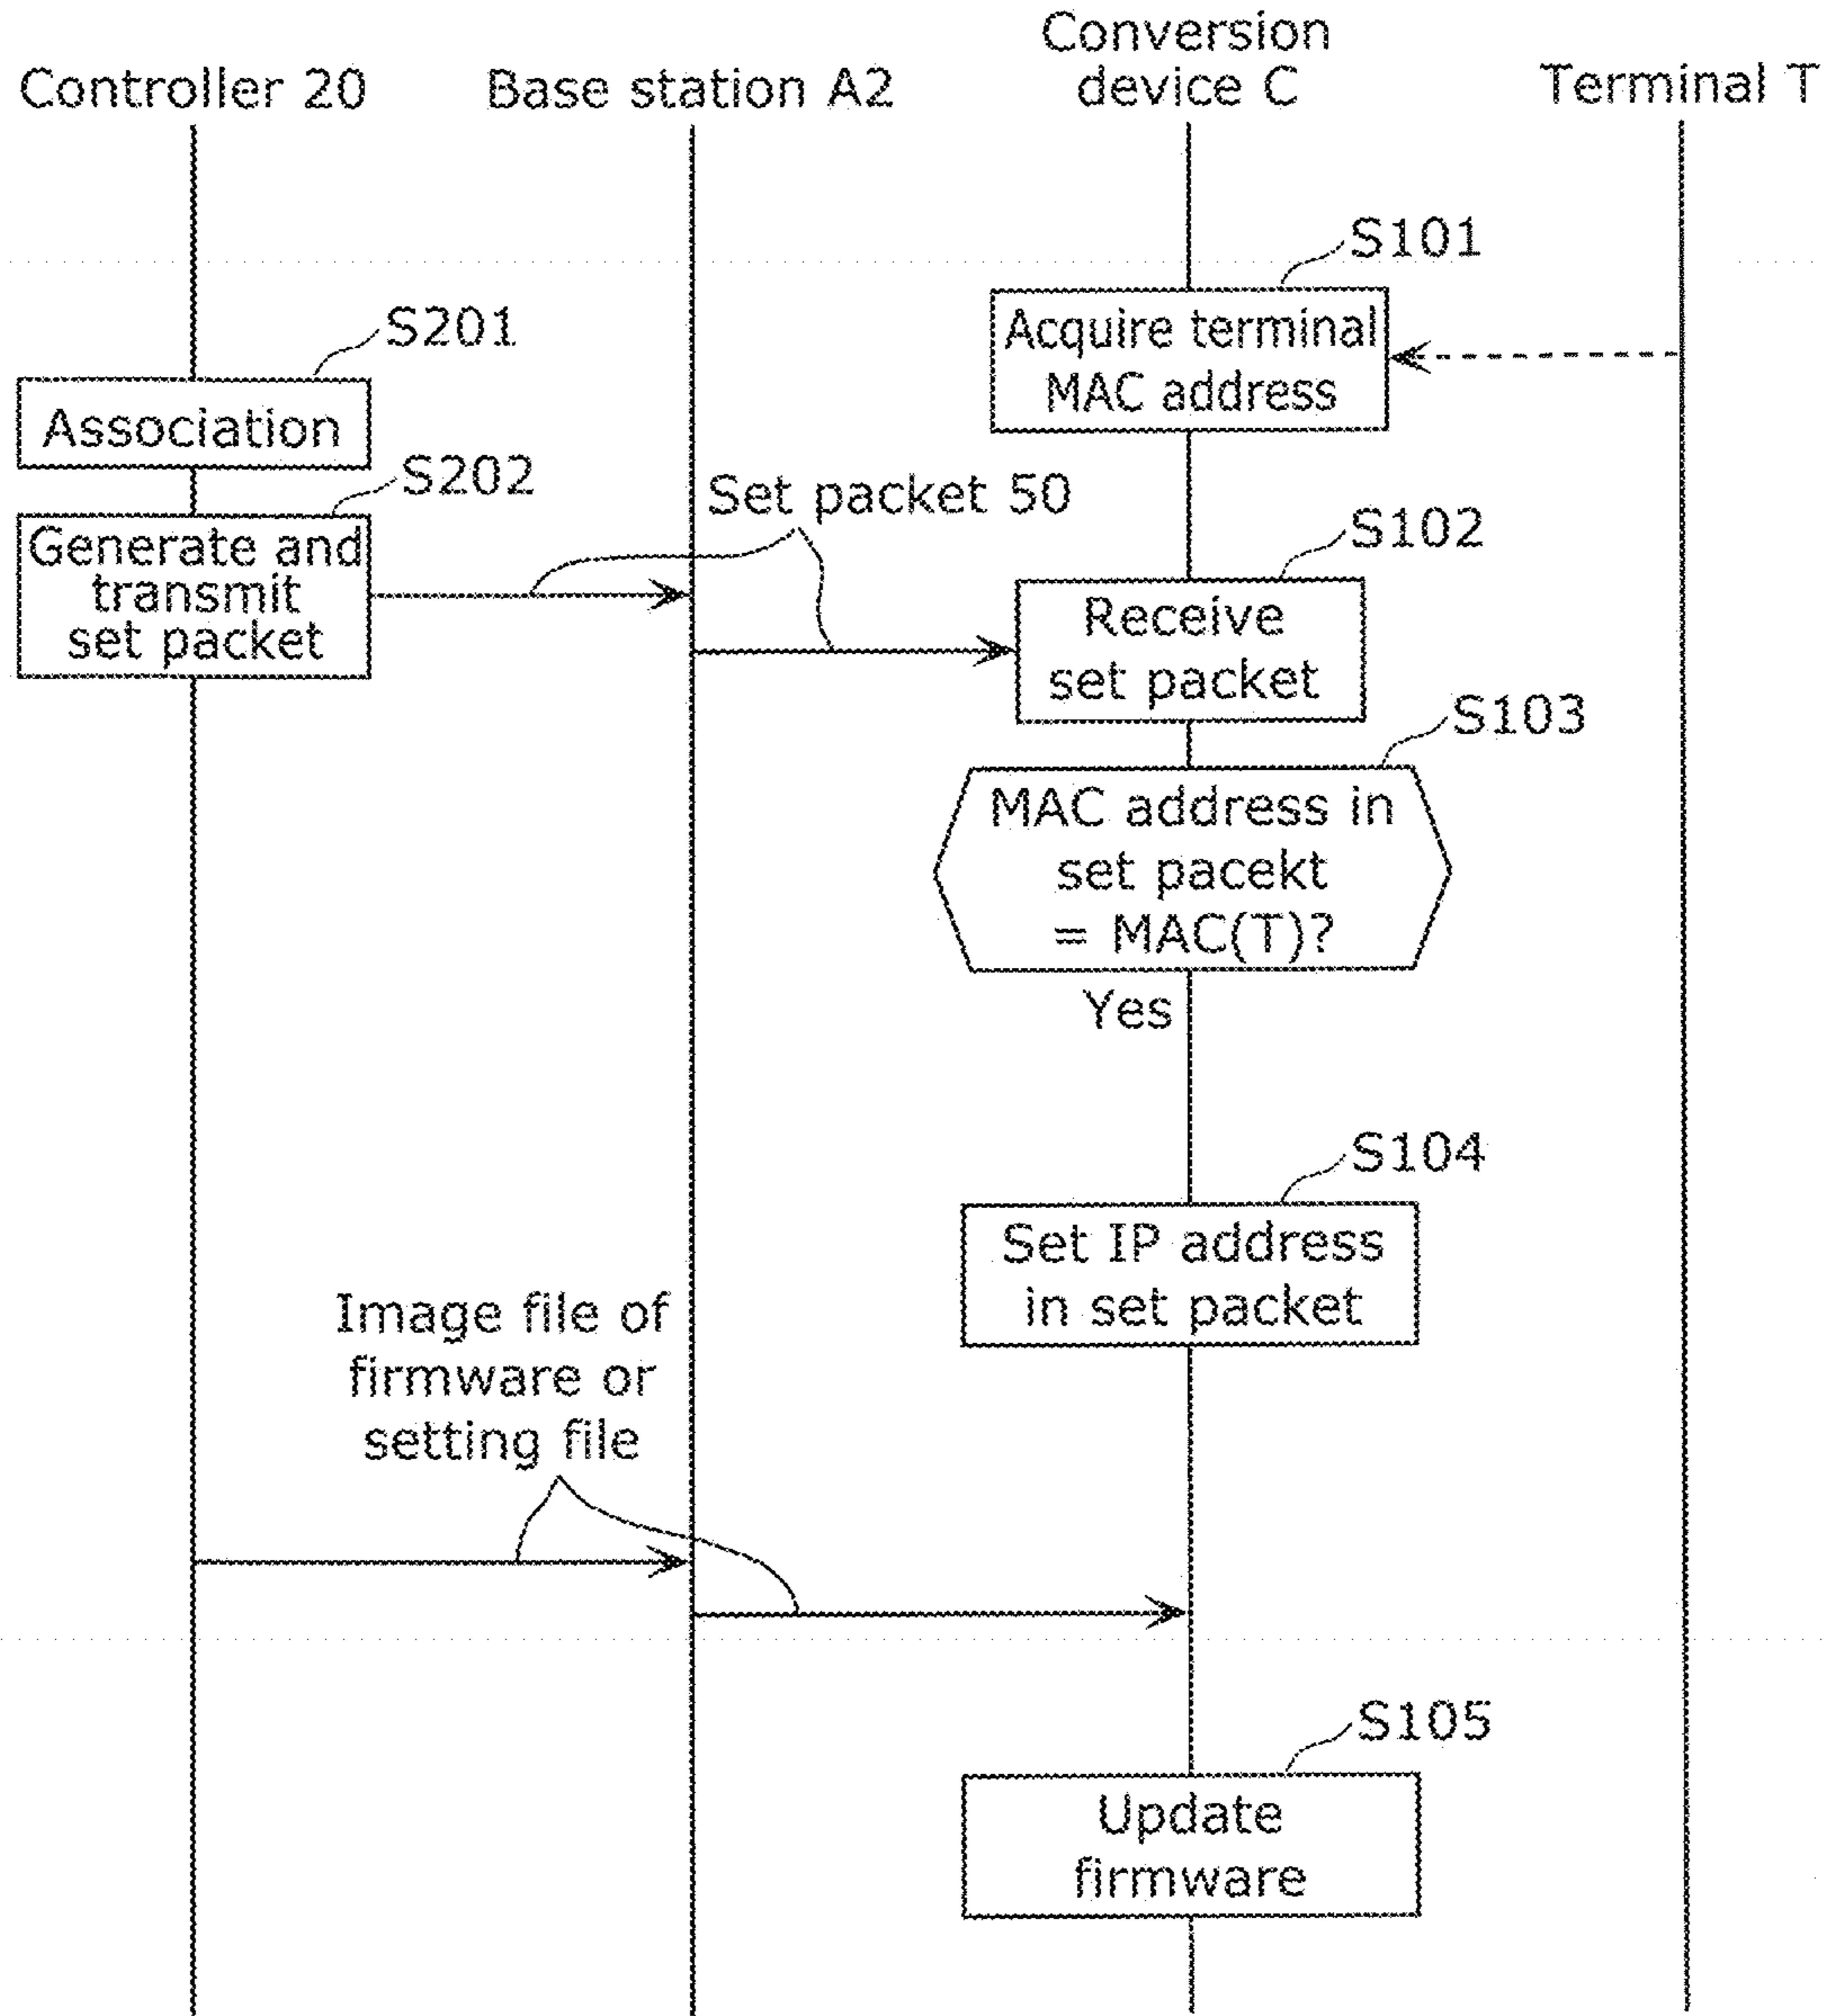 Controller 20
Base station A2
Conversion
device C
Terminal T
S101
Acquire terminal
MAC address
S201
Association
S202
Generate and
transmit
set packet
Set packet 50
S102
Receive
set packet
S103
MAC address in
set pacekt
= MAC(T)?
Yes
S104
Set IP address
in set packet
Image file of
firmware or
setting file
S105
Update
firmware